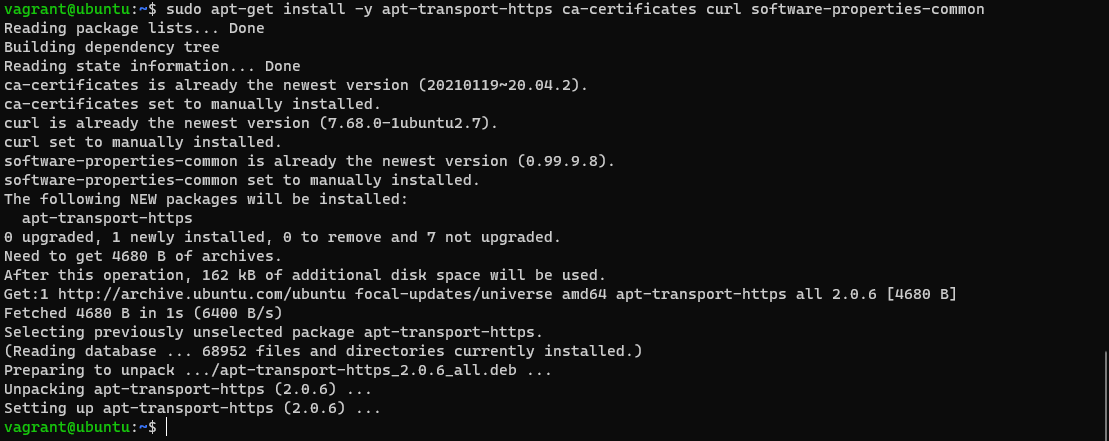 vagrant@ubuntu:~$ sudo apt-get install -y apt-transport-https ca-certificates curl software-properties-common
Reading package lists... Done
Building dependency tree
Reading state information... Done
ca-certificates is already the newest version (20210119~20.04.2).
ca-certificates set to manually installed.
curl is already the newest version (7.68.0-1ubuntu2.7).
curl set to manually installed.
software-properties-common is already the newest version (0.99.9.8).
software-properties-common set to manually installed.
The following NEW packages will be installed:
  apt-transport-https
0 upgraded, 1 newly installed, 0 to remove and 7 not upgraded.
Need to get 4680 B of archives.
After this operation, 162 kB of additional disk space will be used.
Get:1 http://archive.ubuntu.com/ubuntu focal-updates/universe amd64 apt-transport-https all 2.0.6 [4680 B]
Fetched 4680 B in 1s (6400 B/s)
Selecting previously unselected package apt-transport-https.
(Reading database ... 68952 files and directories currently installed.)
Preparing to unpack .../apt-transport-https_2.0.6_all.deb ...
Unpacking apt-transport-https (2.0.6) ...
Setting up apt-transport-https (2.0.6) ...
vagrant@ubuntu:~$